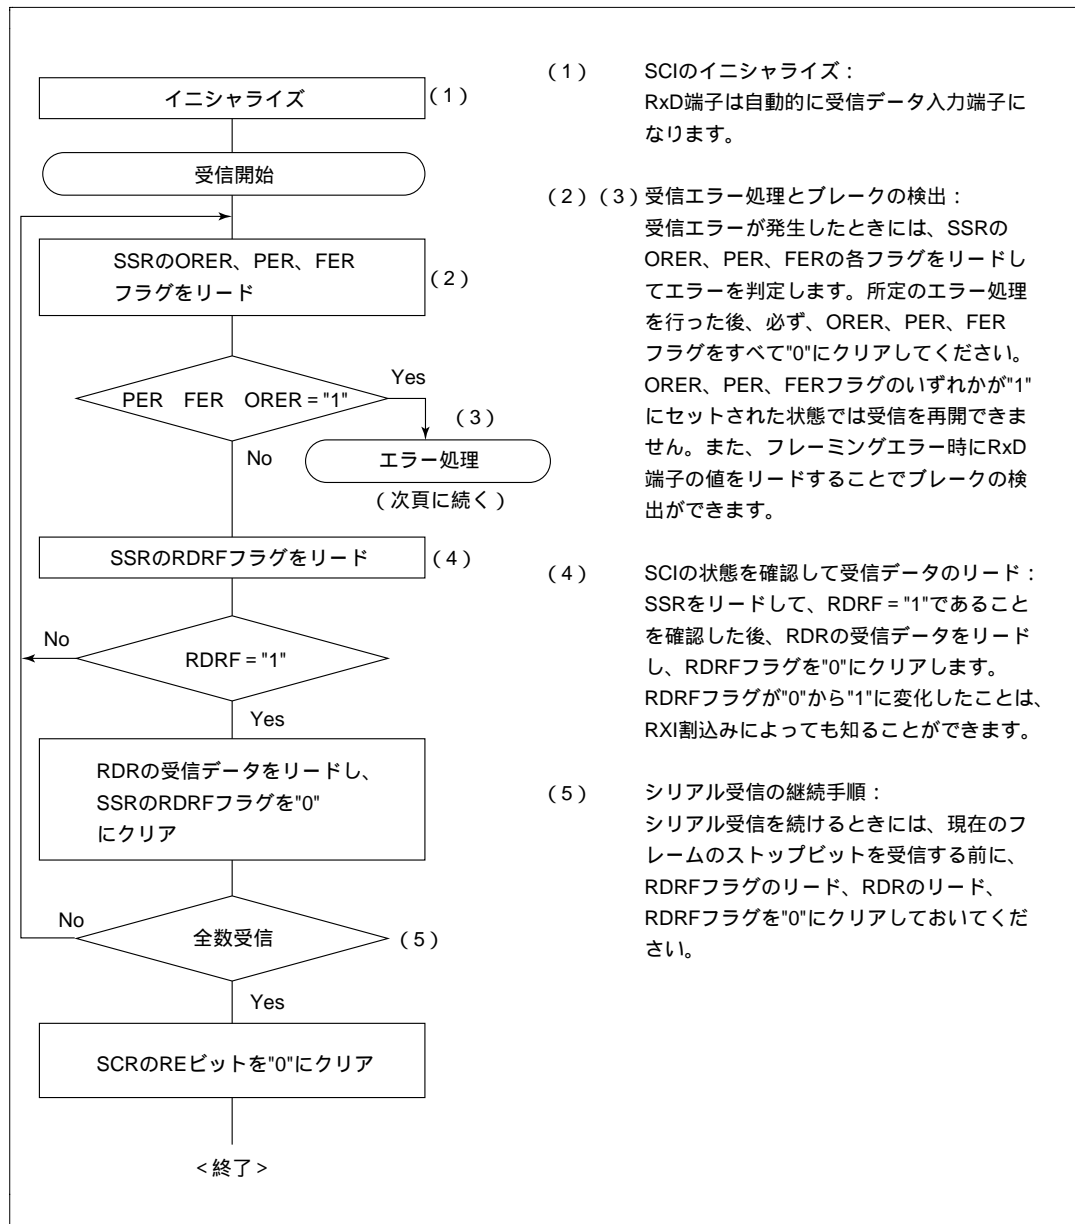 イニシャライズ
(1)
受信開始
SSRのORER、PER、FER
フラグをリード
(2)
PER FER ORER = "1"
Yes
No
(3)
エラー処理
(次頁に続く)
SSRのRDRFフラグをリード
(4)
No
RDRF = "1"
Yes
RDRの受信データをリードし、
SSRのRDRFフラグを"0"
にクリア
No
全数受信
(5)
Yes
SCRのREビットを"0"にクリア
<終了>
(1) SCIのイニシャライズ:
RxD端子は自動的に受信データ入力端子に
なります。
(2)(3)受信エラー処理とブレークの検出:
受信エラーが発生したときには、SSRの
ORER、PER、FERの各フラグをリードし
てエラーを判定します。所定のエラー処理
を行った後、必ず、ORER、PER、FER
フラグをすべて"0"にクリアしてください。
ORER、PER、FERフラグのいずれかが"1"
にセットされた状態では受信を再開できま
せん。また、フレーミングエラー時にRxD
端子の値をリードすることでブレークの検
出ができます。
(4) SCIの状態を確認して受信データのリード:
SSRをリードして、RDRF = "1"であること
を確認した後、RDRの受信データをリード
し、RDRFフラグを"0"にクリアします。
RDRFフラグが"0"から"1"に変化したことは、
RXI割込みによっても知ることができます。
(5) シリアル受信の継続手順:
シリアル受信を続けるときには、現在のフ
レームのストップビットを受信する前に、
RDRFフラグのリード、RDRのリード、
RDRFフラグを"0"にクリアしておいてくだ
さい。